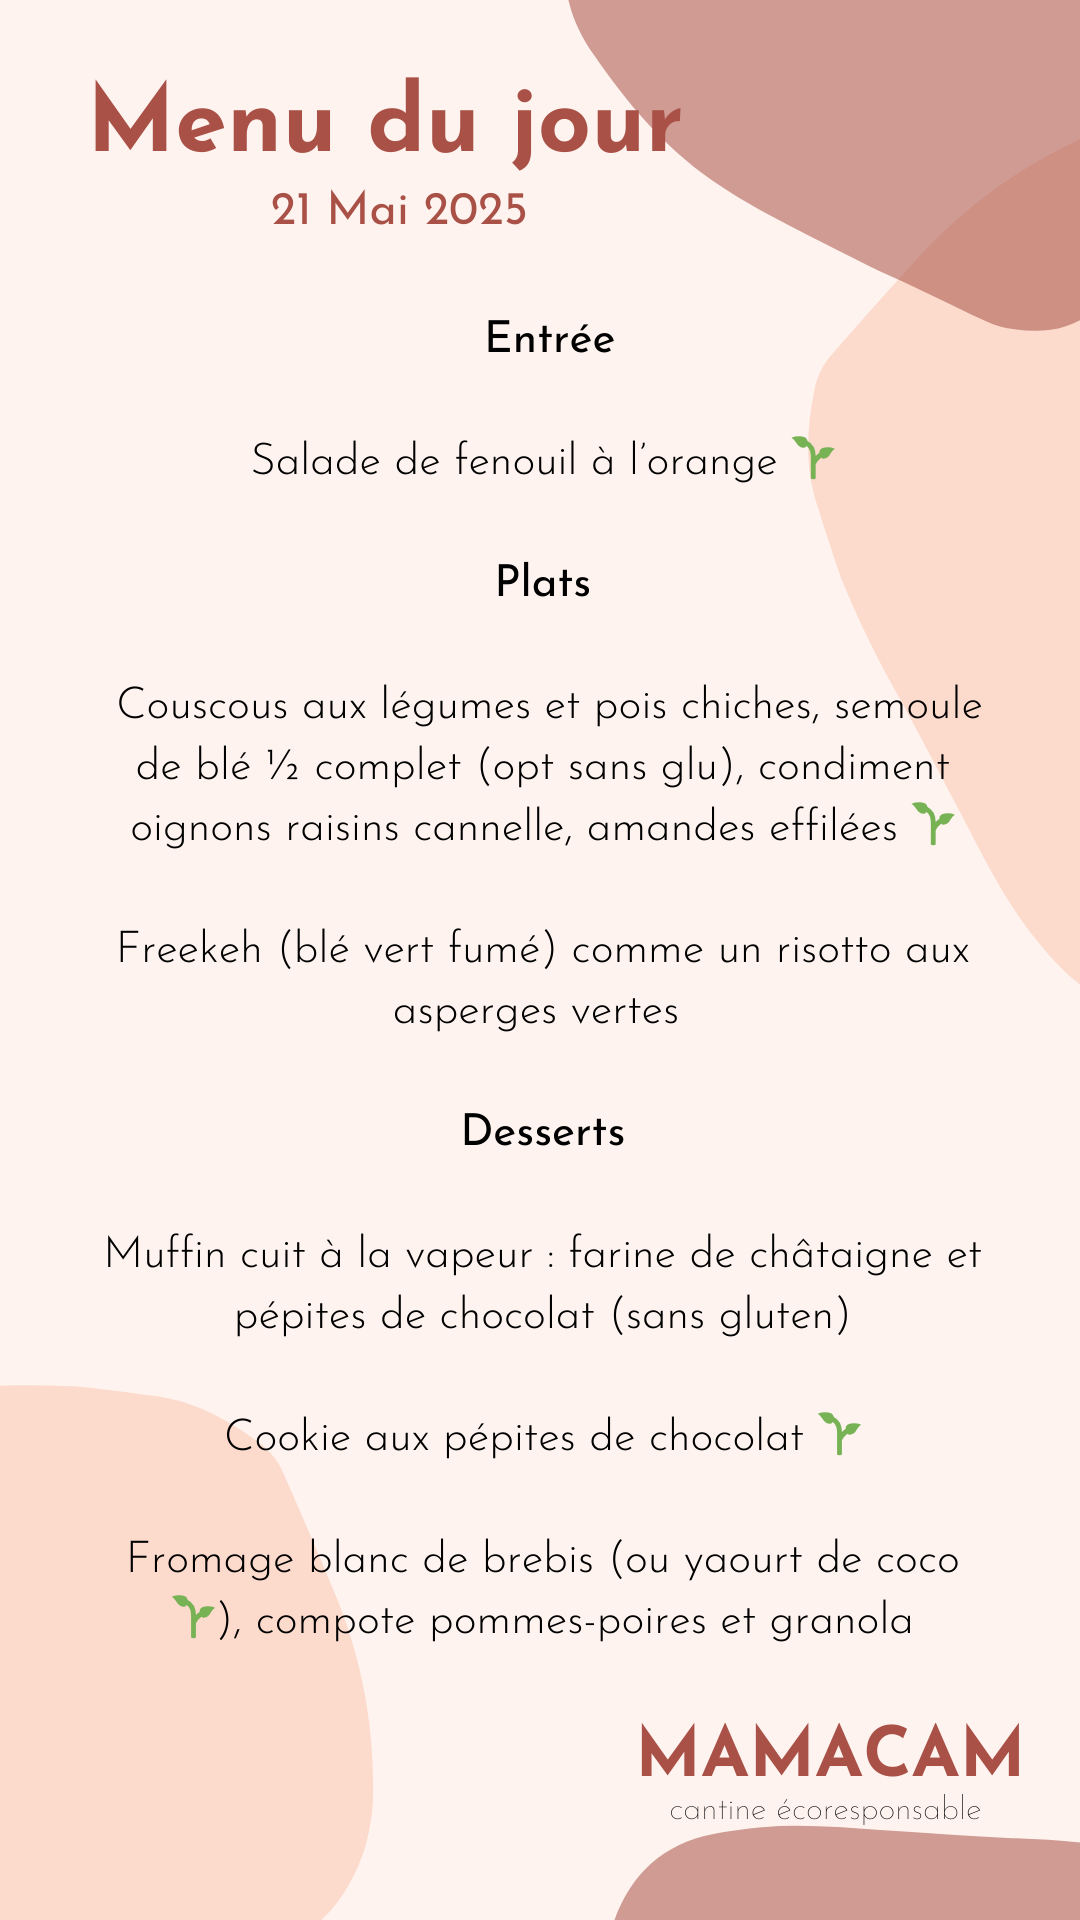 Menu du jour
21 Mai 2025
Entrée
Salade de fenouil à l'orange 🌱
Plats
Couscous aux légumes et pois chiches, semoule
de blé ½ complet (opt sans glu), condiment
oignons raisins cannelle, amandes effilées 🌱
Freekeh (blé vert fumé) comme un risotto aux
asperges vertes
Desserts
Muffin cuit à la vapeur : farine de châtaigne et
pépites de chocolat (sans gluten)
Cookie aux pépites de chocolat 🌱
Fromage blanc de brebis (ou yaourt de coco
🌱), compote pommes-poires et granola
MAMACAM
cantine écoresponsable